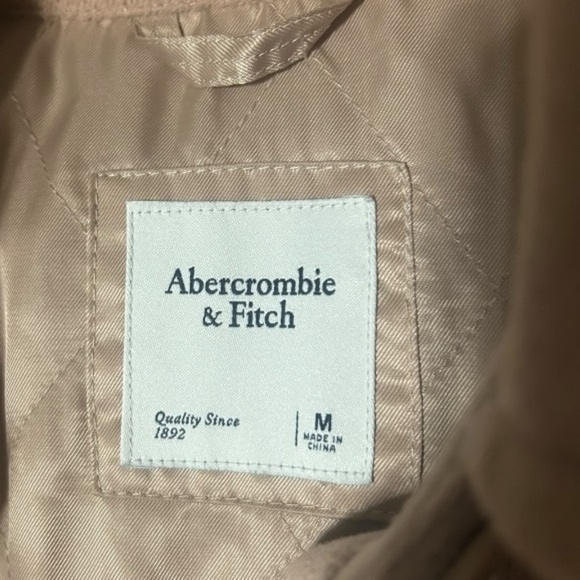 Abercrombie
& Fitch
Quality Since
1892
M
MADE IN
CHINA